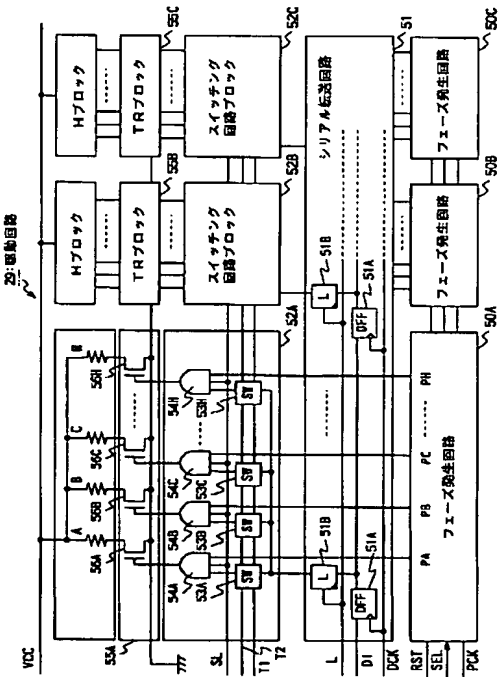 29:駆動回路
VCC
Hブロック
Hブロック
A
B
C
H
56A
56B
56C
56H
55A
55B
55C
TRブロック
TRブロック
54A
54B
54C
54H
スイッチング
回路ブロック
スイッチング
回路ブロック
52A
52B
52C
SL
53A
53B
53C
53H
SW
SW
SW
SW
T1
T2
シリアル転送回路
51
L
51B
L
51B
L
DI
DFF
51A
DFF
51A
DCK
PA
PB
PC
PH
RST
SEL
PCK
フェーズ発生回路
フェーズ発生回路
フェーズ発生回路
50A
50B
50C